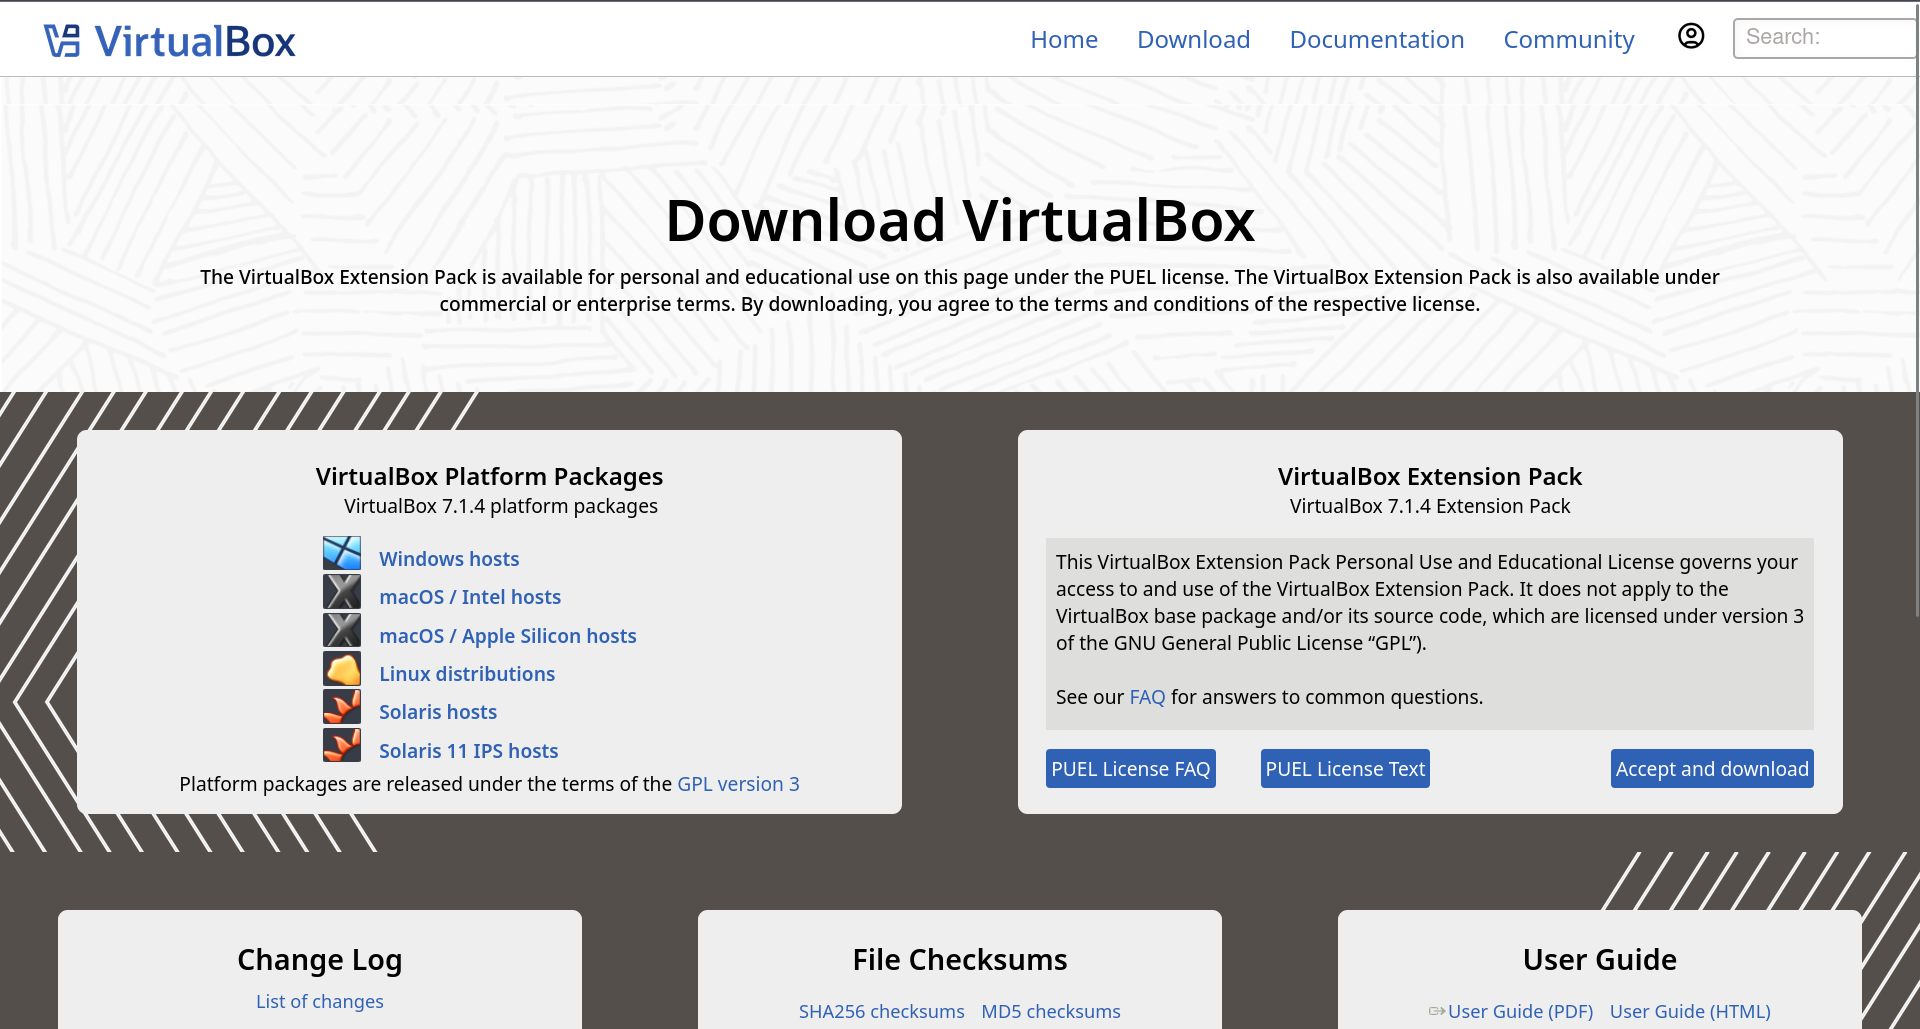 VirtualBox
Home Download Documentation Community
Search:
Download VirtualBox
The VirtualBox Extension Pack is available for personal and educational use on this page under the PUEL license. The VirtualBox Extension Pack is also available under
commercial or enterprise terms. By downloading, you agree to the terms and conditions of the respective license.
VirtualBox Platform Packages
VirtualBox 7.1.4 platform packages
Windows hosts
macOS / Intel hosts
macOS / Apple Silicon hosts
Linux distributions
Solaris hosts
Solaris 11 IPS hosts
Platform packages are released under the terms of the GPL version 3
VirtualBox Extension Pack
VirtualBox 7.1.4 Extension Pack
This VirtualBox Extension Pack Personal Use and Educational License governs your
access to and use of the VirtualBox Extension Pack. It does not apply to the
VirtualBox base package and/or its source code, which are licensed under version 3
of the GNU General Public License “GPL”).
See our FAQ for answers to common questions.
PUEL License FAQ
PUEL License Text
Accept and download
Change Log
List of changes
File Checksums
SHA256 checksums MD5 checksums
User Guide
User Guide (PDF) User Guide (HTML)